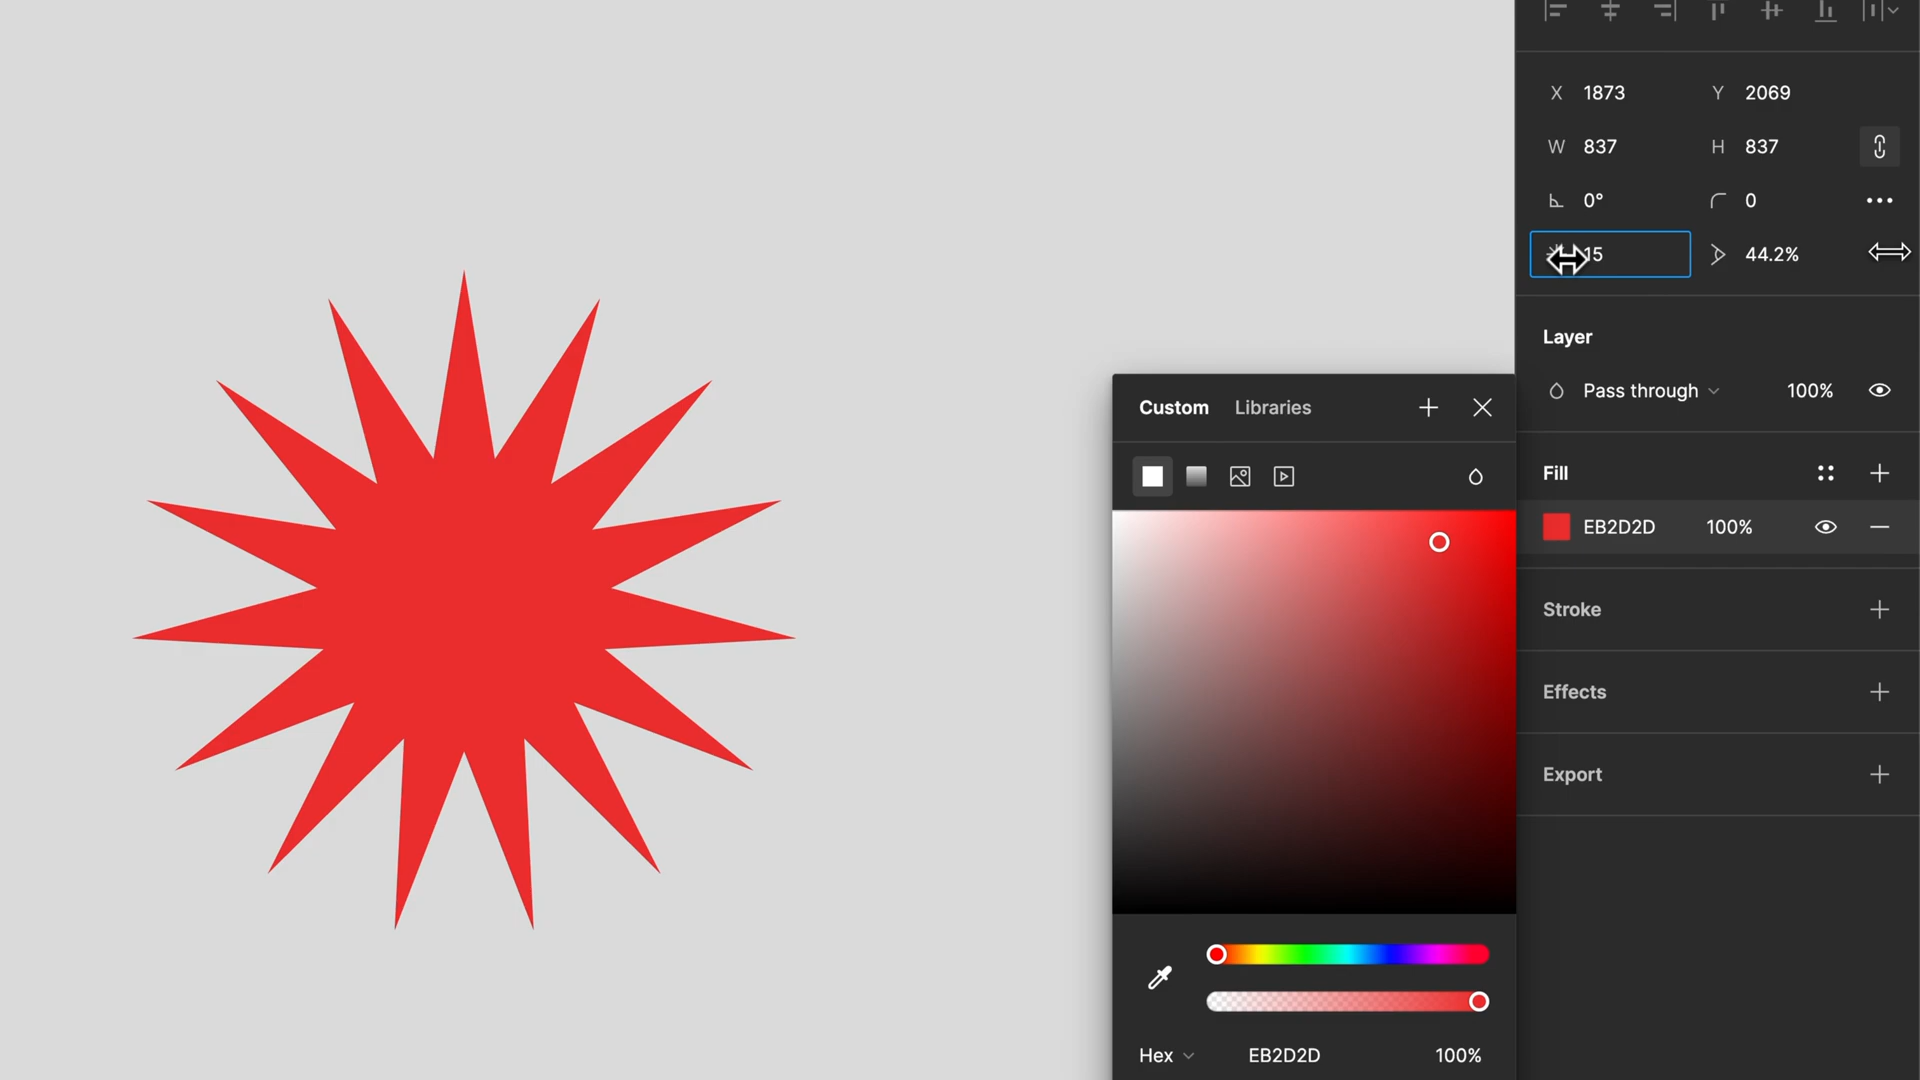 X 1873 Y 2069
W 837 H 837
0° 0
15 44.2%
Layer
Pass through 100%
Custom Libraries
Fill
EB2D2D 100%
Stroke
Effects
Export
Hex EB2D2D 100%